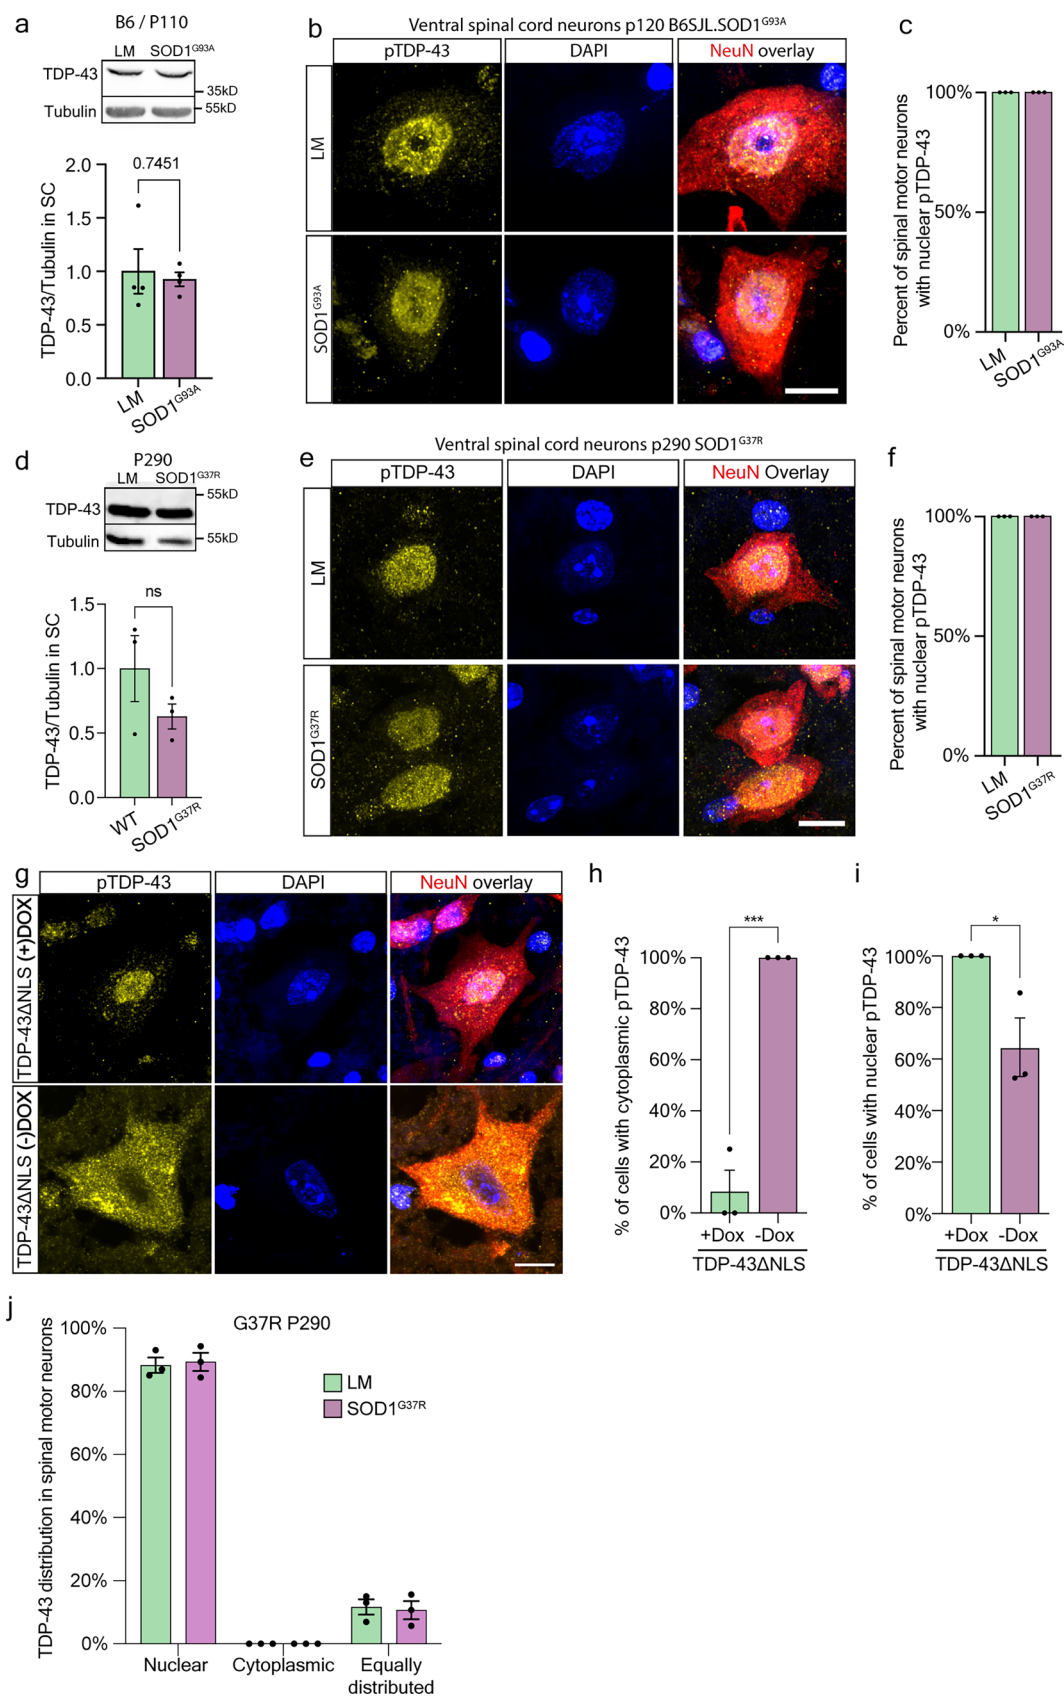 a
B6 / P110
LM SOD1G93A
TDP-43
35kD
Tubulin
55kD
0.7451
2.0
1.5
1.0
0.5
0.0
TDP-43/Tubulin in SC
LM
SOD1G93A
b
Ventral spinal cord neurons p120 B6SJL.SOD1G93A
pTDP-43
DAPI
NeuN overlay
LM
SOD1G93A
c
100%
50%
0%
Percent of spinal motor neurons
with nuclear pTDP-43
LM
SOD1G93A
d
P290
LM SOD1G37R
55kD
TDP-43
Tubulin
55kD
ns
1.5
1.0
0.5
0.0
TDP-43/Tubulin in SC
WT
SOD1G37R
e
Ventral spinal cord neurons p290 SOD1G37R
pTDP-43
DAPI
NeuN Overlay
LM
SOD1G37R
f
100%
50%
0%
Percent of spinal motor neurons
with nuclear pTDP-43
LM
SOD1G37R
g
pTDP-43
DAPI
NeuN overlay
TDP-43ΔNLS (+)DOX
TDP-43ΔNLS (-)DOX
h
***
100%
80%
60%
40%
20%
0%
% of cells with cytoplasmic pTDP-43
+Dox -Dox
TDP-43ΔNLS
i
*
100%
80%
60%
40%
20%
0%
% of cells with nuclear pTDP-43
+Dox -Dox
TDP-43ΔNLS
j
G37R P290
100%
80%
60%
40%
20%
0%
TDP-43 distribution in spinal motor neurons
LM
SOD1G37R
Nuclear
Cytoplasmic
Equally
distributed